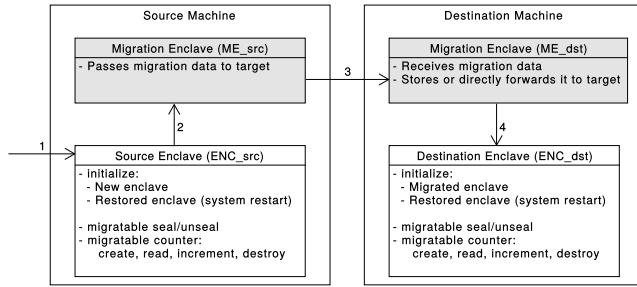 Source Machine
Migration Enclave (ME_src)
- Passes migration data to target
3
2
1
Source Enclave (ENC_src)
- initialize:
- New enclave
- Restored enclave (system restart)
- migratable seal/unseal
- migratable counter:
create, read, increment, destroy
Destination Machine
Migration Enclave (ME_dst)
- Receives migration data
- Stores or directly forwards it to target
4
Destination Enclave (ENC_dst)
- initialize:
- Migrated enclave
- Restored enclave (system restart)
- migratable seal/unseal
- migratable counter:
create, read, increment, destroy